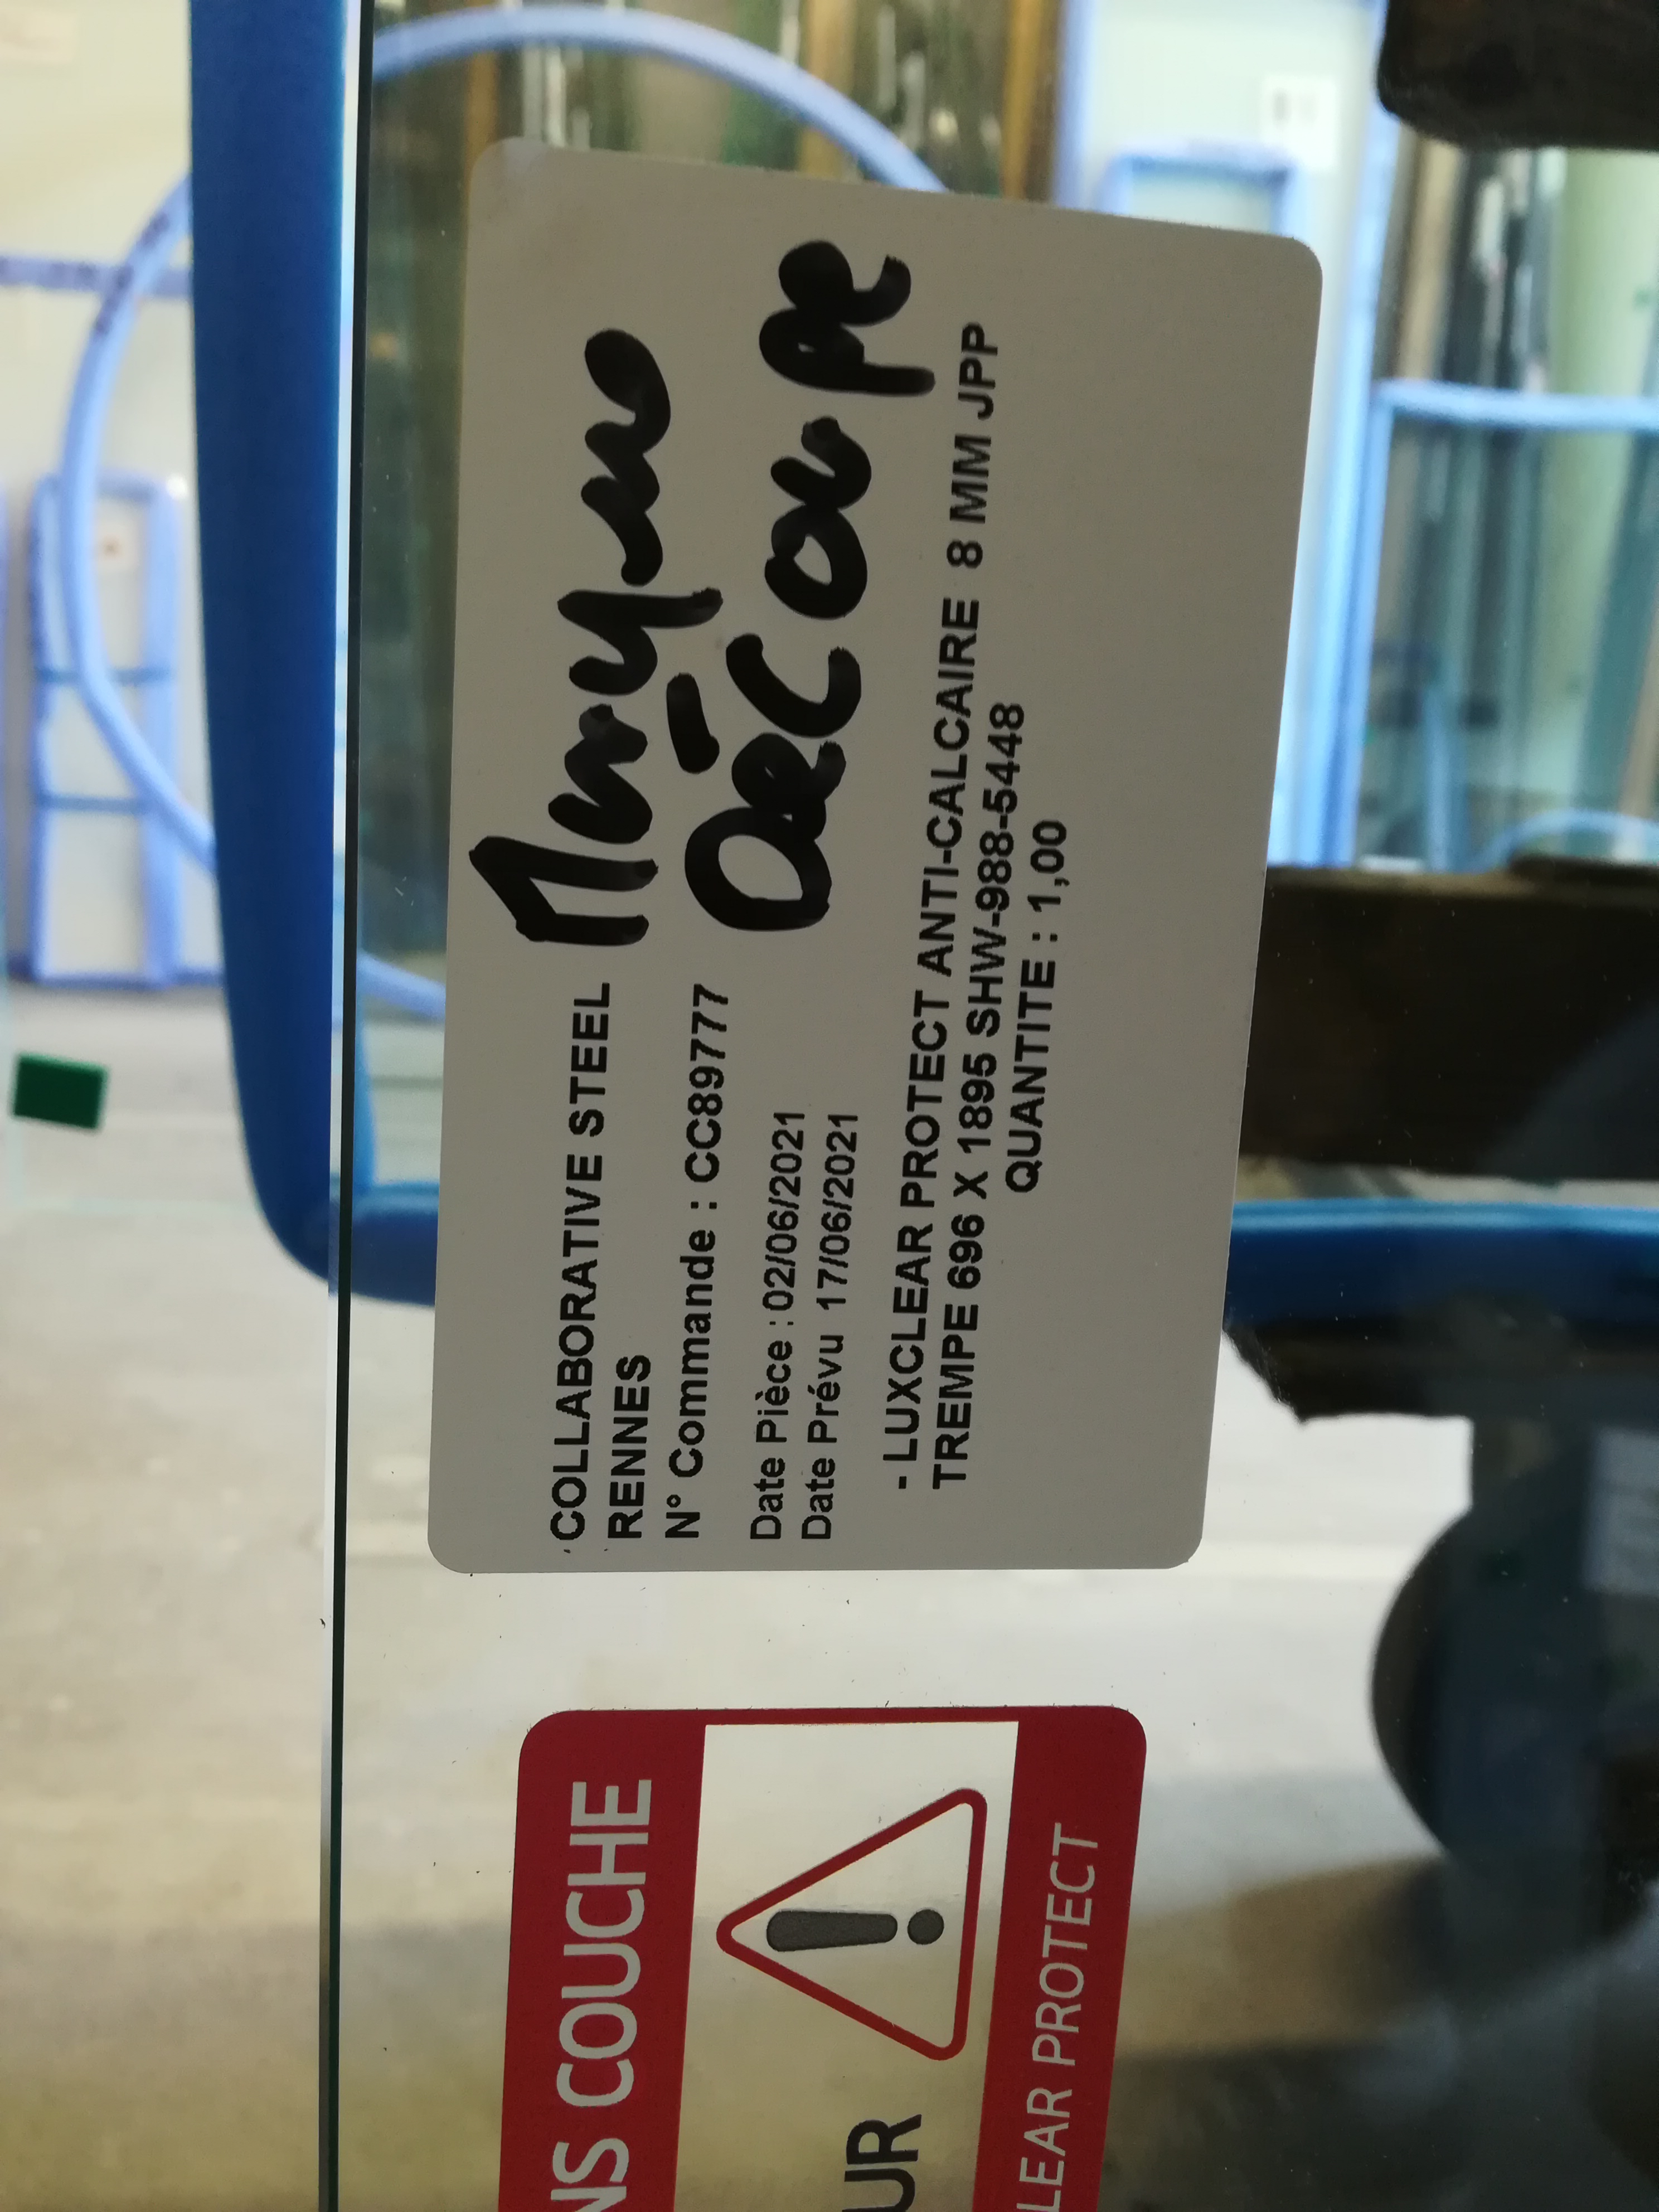 COLLABORATIVE STEEL
RENNES
N° Commande : CC89777
Date Pièce : 02/06/2021
Date Prévu 17/06/2021
Découpe
- LUXCLEAR PROTECT ANTI-CALCAIRE 8 MM JPP
TREMPE 696 X 1895 SHW-988-5448
QUANTITE : 1,00
NS COUCHE
UR
LEAR PROTECT